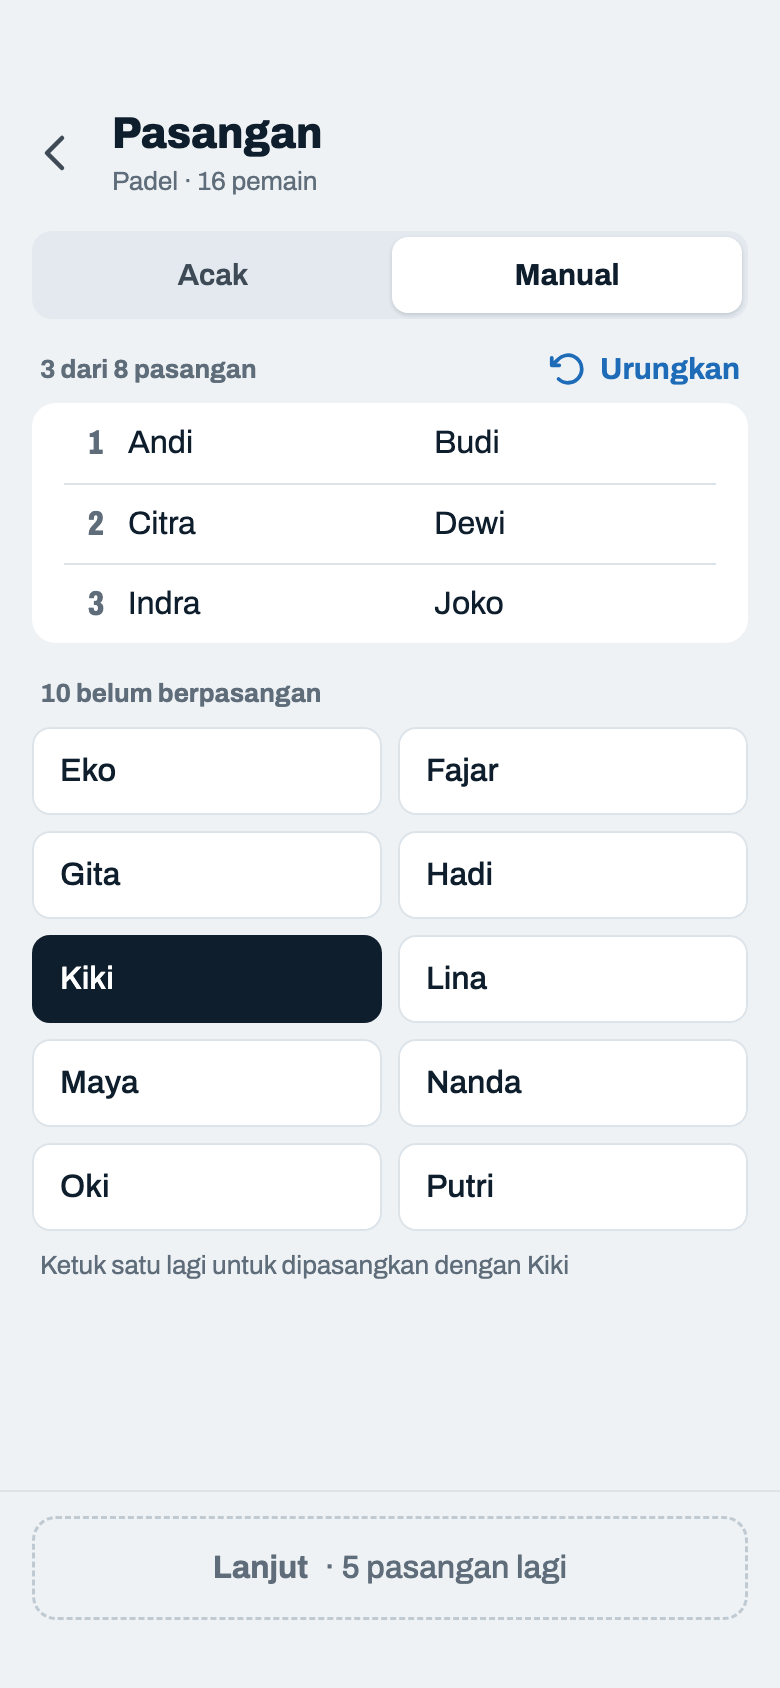 Pasangan
Padel · 16 pemain
Acak
Manual
3 dari 8 pasangan
Urungkan
1 Andi Budi
2 Citra Dewi
3 Indra Joko
10 belum berpasangan
Eko
Fajar
Gita
Hadi
Kiki
Lina
Maya
Nanda
Oki
Putri
Ketuk satu lagi untuk dipasangkan dengan Kiki
Lanjut · 5 pasangan lagi